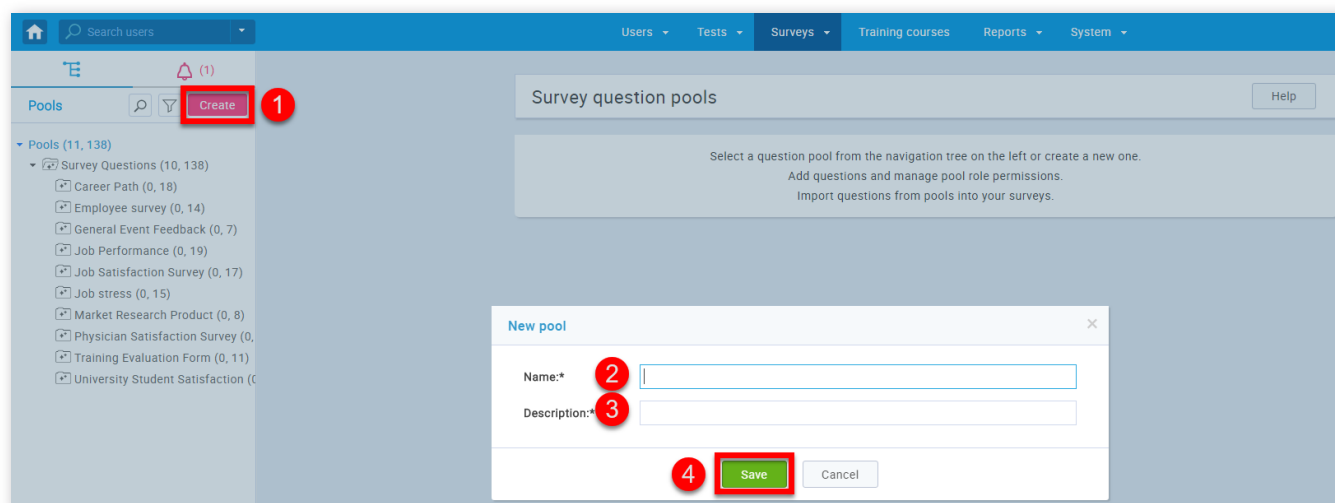 Search users
Users
Tests
Surveys
Training courses
Reports
System
(1)
Pools
Create
1
Survey question pools
Help
Pools (11, 138)
Survey Questions (10, 138)
Career Path (0, 18)
Employee survey (0, 14)
General Event Feedback (0, 7)
Job Performance (0, 19)
Job Satisfaction Survey (0, 17)
Job stress (0, 15)
Market Research Product (0, 8)
Physician Satisfaction Survey (0,
Training Evaluation Form (0, 11)
University Student Satisfaction (0
Select a question pool from the navigation tree on the left or create a new one.
Add questions and manage pool role permissions.
Import questions from pools into your surveys.
New pool
Name:*
2
Description:*
3
4
Save
Cancel